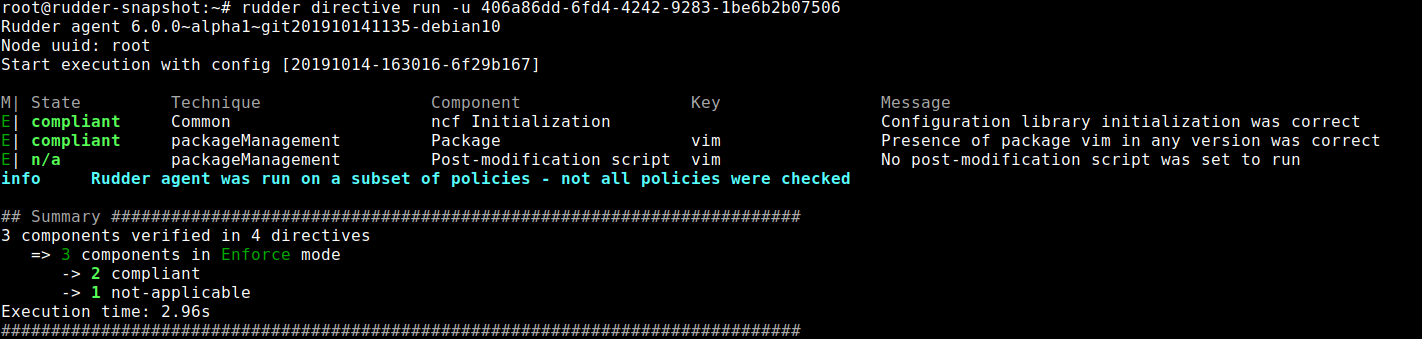 root@rudder-snapshot:~# rudder directive run -u 406a86dd-6fd4-4242-9283-1be6b2b07506
Rudder agent 6.0.0~alpha1~git201910141135-debian10
Node uuid: root
Start execution with config [20191014-163016-6f29b167]

M| State         Technique                 Component                 Key                Message
E| compliant     Common                    ncf Initialization                           Configuration library initialization was correct
E| compliant     packageManagement         Package                   vim                Presence of package vim in any version was correct
E| n/a           packageManagement         Post-modification script  vim                No post-modification script was set to run
info     Rudder agent was run on a subset of policies - not all policies were checked

## Summary #####################################################################
3 components verified in 4 directives
   => 3 components in Enforce mode
      -> 2 compliant
      -> 1 not-applicable
Execution time: 2.96s
################################################################################